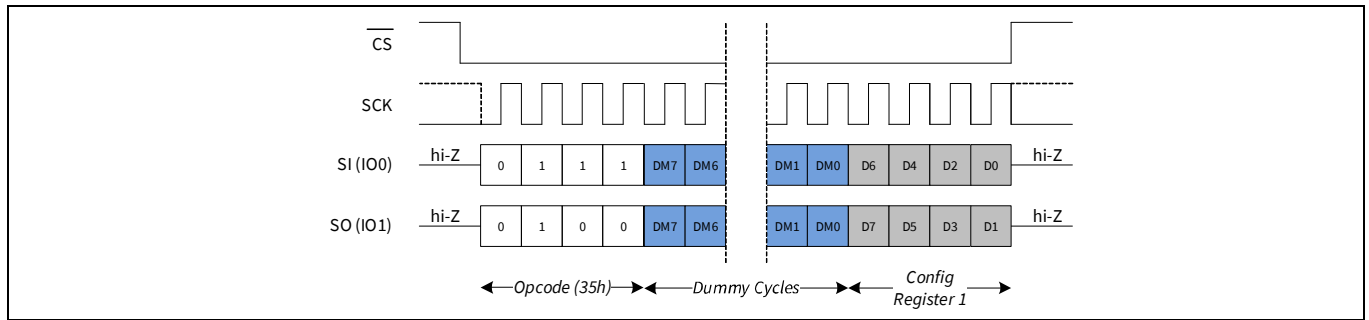 CS
SCK
SI (IO0) hi-Z 0 1 1 1 DM7 DM6 DM1 DM0 D6 D4 D2 D0 hi-Z
SO (IO1) hi-Z 0 1 0 0 DM7 DM6 DM1 DM0 D7 D5 D3 D1 hi-Z
Opcode (35h) Dummy Cycles Config
Register 1